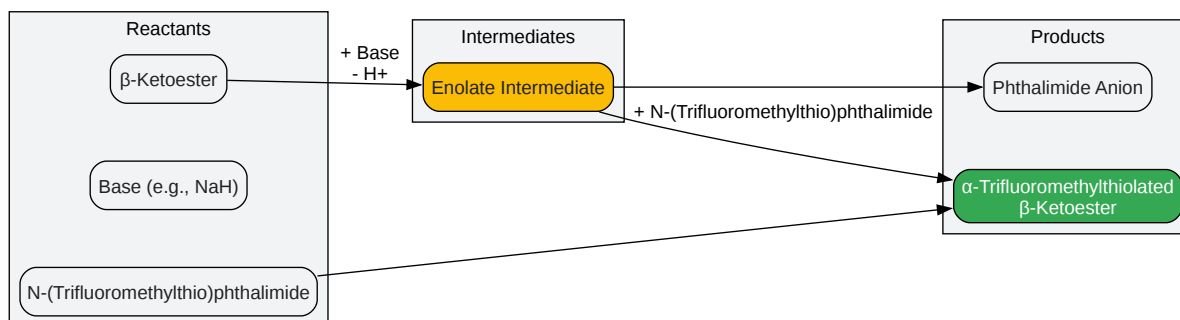 Reactants
β-Ketoester
Base (e.g., NaH)
N-(Trifluoromethylthio)phthalimide
+ Base
- H+
Intermediates
Enolate Intermediate
+ N-(Trifluoromethylthio)phthalimide
Products
Phthalimide Anion
α-Trifluoromethylthiolated
β-Ketoester